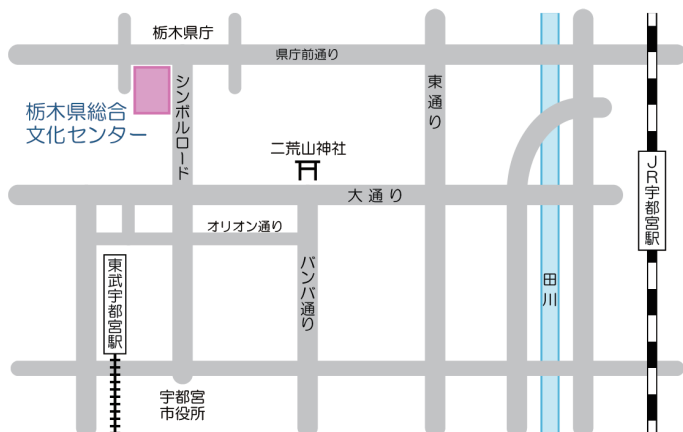 栃木県庁
県庁前通り
栃木県総合
文化センター
シンボルロード
東通り
二荒山神社
大通り
JR宇都宮駅
オリオン通り
東武宇都宮駅
バンバ通り
田川
宇都宮
市役所